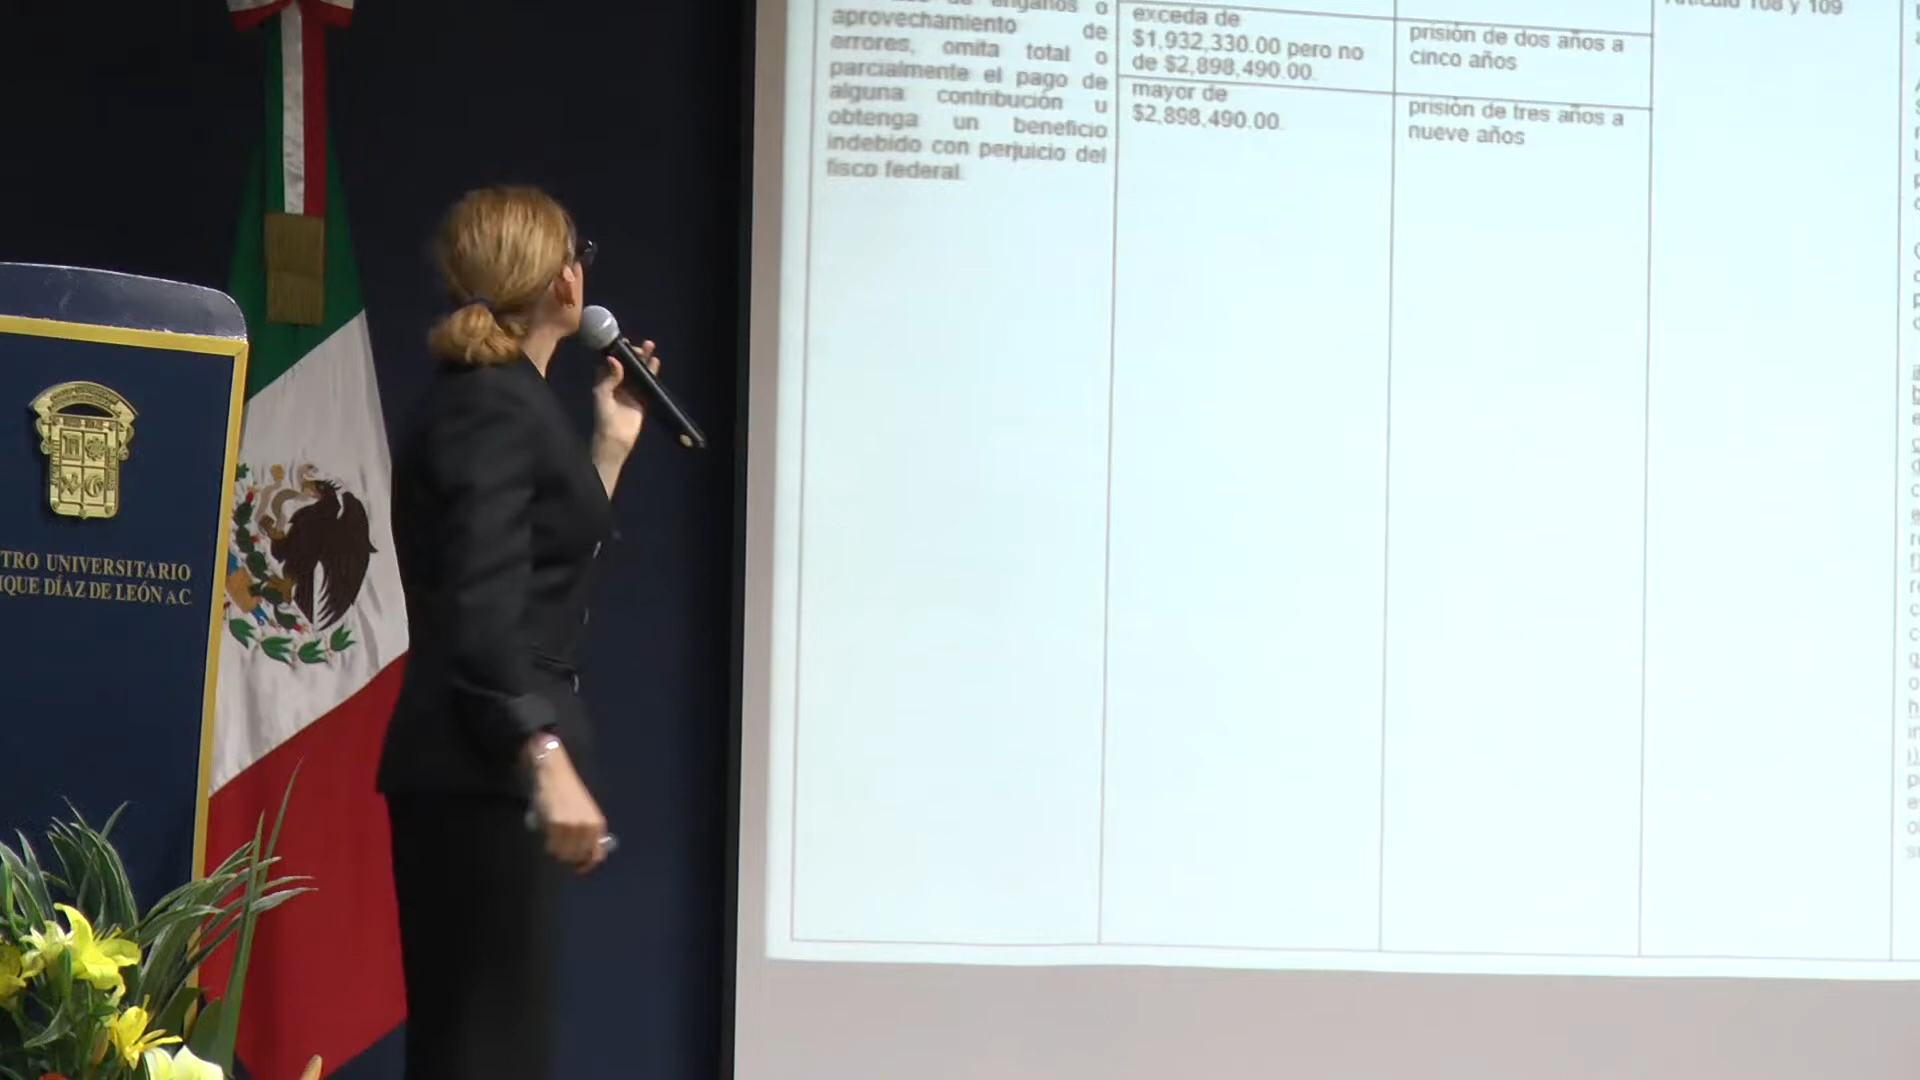 TRO UNIVERSITARIO
IQUE DÍAZ DE LEÓN A.C.
engaños o
aprovechamiento de
errores, omita total o
parcialmente el pago de
alguna contribución u
obtenga un beneficio
indebido con perjuicio del
fisco federal.
exceda de
$1,932,330.00 pero no
de $2,898,490.00.
mayor de
$2,898,490.00.
prisión de dos años a
cinco años
prisión de tres años a
nueve años
Artículo 108 y 109